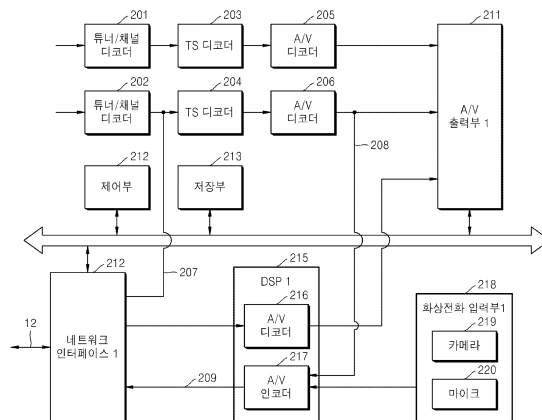 201
203
205
211
튜너/채널
디코더
TS 디코더
A/V
디코더
202
204
206
튜너/채널
디코더
TS 디코더
A/V
디코더
A/V
출력부 1
212
213
208
제어부
저장부
212
207
215
DSP 1
218
216
화상전화 입력부1
A/V
디코더
219
카메라
12
네트워크
인터페이스 1
217
209
A/V
인코더
220
마이크